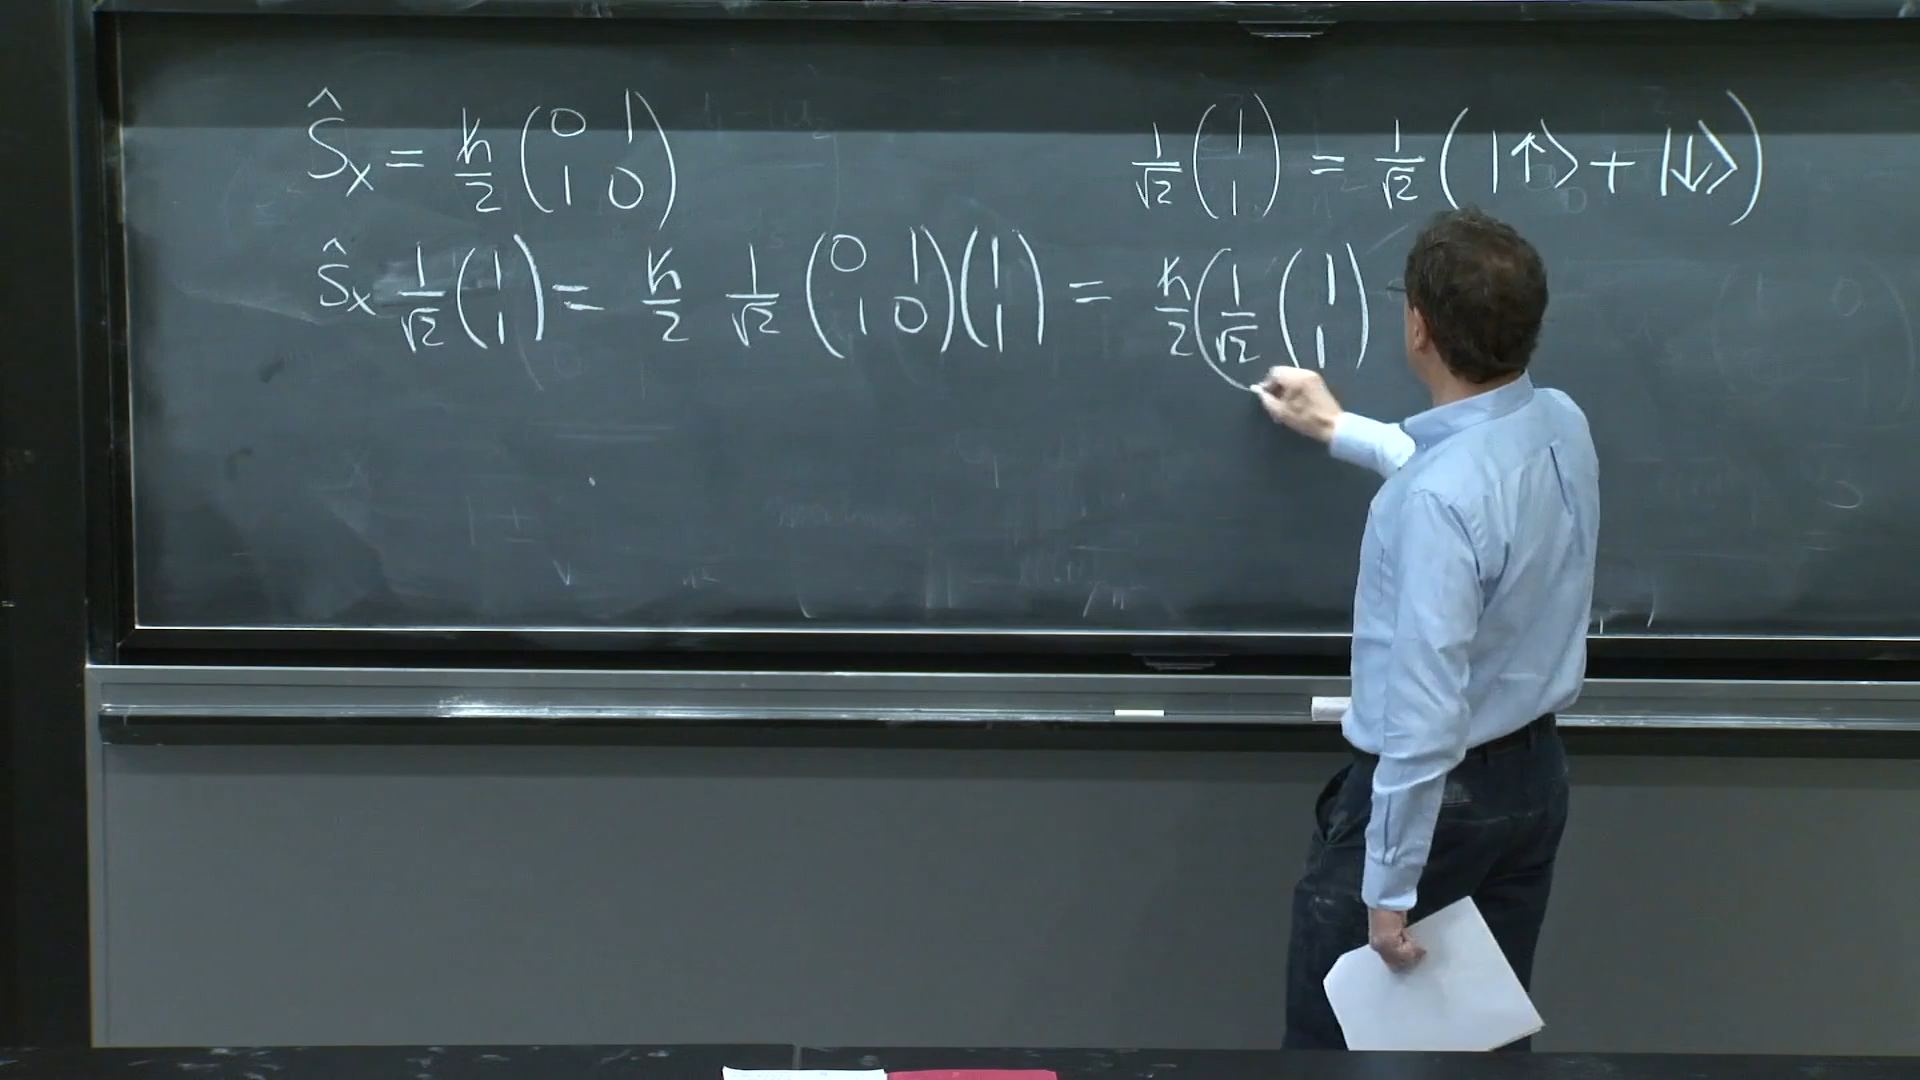 Ŝₓ = ħ/2 (0 1; 1 0)
1/√2 (1; 1) = 1/√2 (|↑⟩ + |↓⟩)
Ŝₓ 1/√2 (1; 1) = ħ/2 1/√2 (0 1; 1 0)(1; 1) = ħ/2 (1/√2 (1; 1)